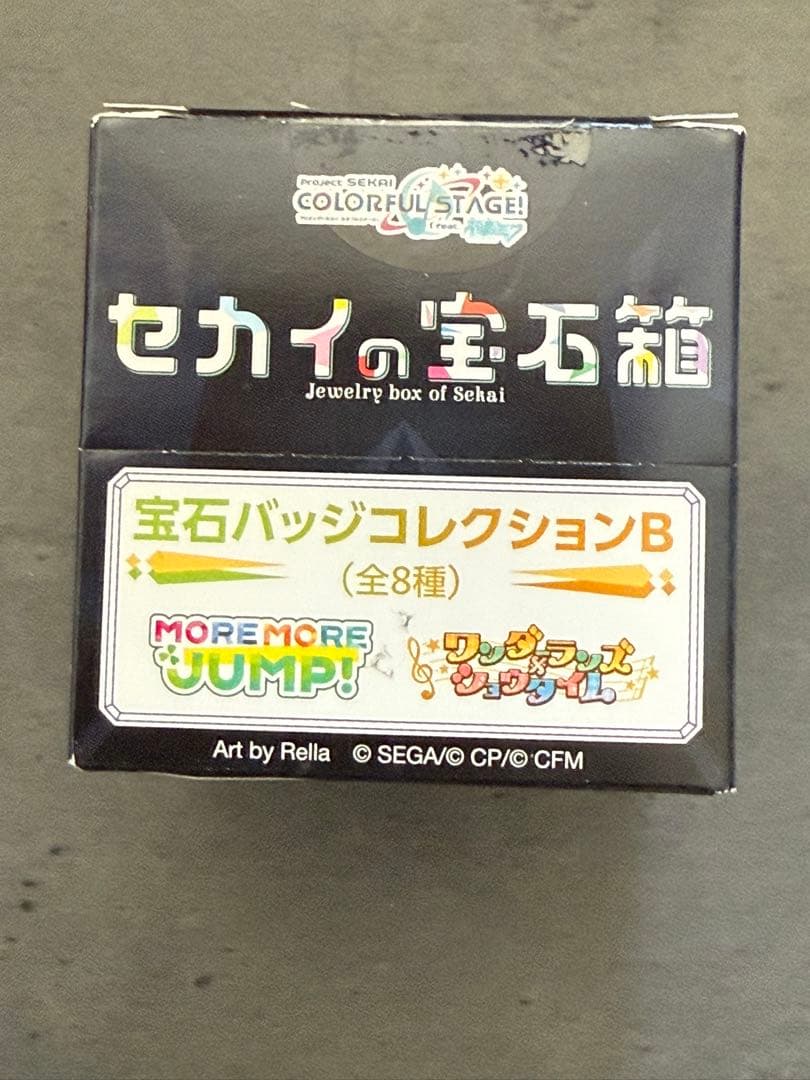 Project SEKAI
COLORFUL STAGE!
feat. 初音ミク
セカイの宝石箱
Jewelry box of Sekai
宝石バッジコレクションB
(全8種)
MORE MORE
JUMP!
ワンダーランズ
×
ショウタイム
Art by Rella © SEGA/© CP/© CFM